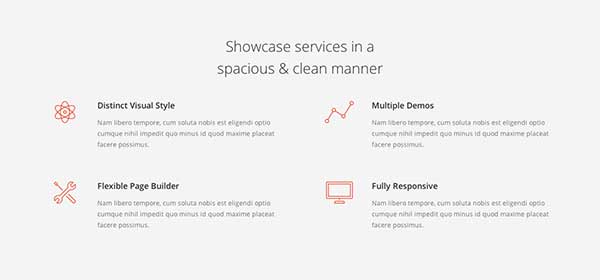 Showcase services in a
spacious & clean manner
Distinct Visual Style
Nam libero tempore, cum soluta nobis est eligendi optio
cumque nihil impedit quo minus id quod maxime placeat
facere possimus.
Multiple Demos
Nam libero tempore, cum soluta nobis est eligendi optio
cumque nihil impedit quo minus id quod maxime placeat
facere possimus.
Flexible Page Builder
Nam libero tempore, cum soluta nobis est eligendi optio
cumque nihil impedit quo minus id quod maxime placeat
facere possimus.
Fully Responsive
Nam libero tempore, cum soluta nobis est eligendi optio
cumque nihil impedit quo minus id quod maxime placeat
facere possimus.